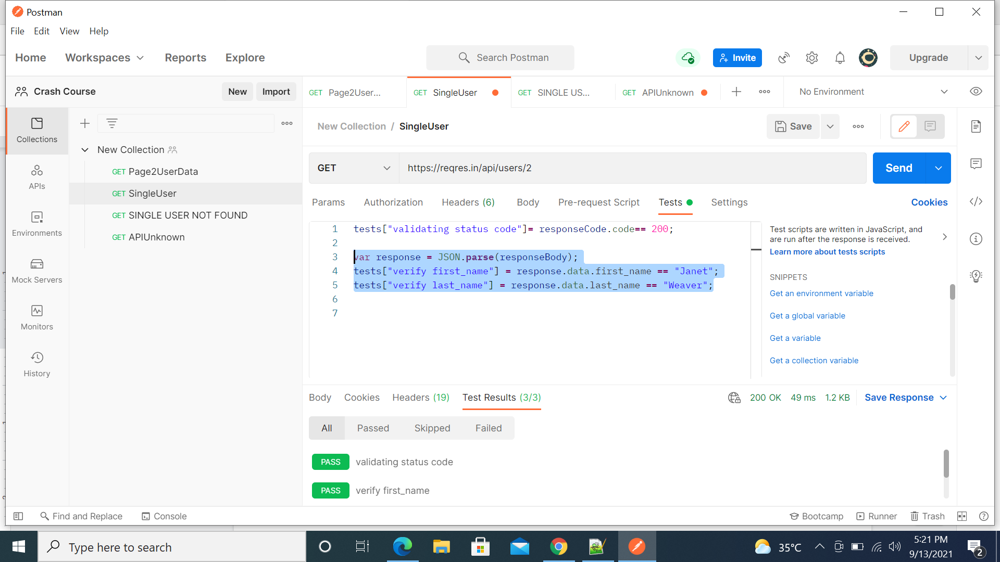 Postman
File Edit View Help
Home Workspaces Reports Explore Search Postman Invite Upgrade
Crash Course New Import GET Page2User... GET SingleUser GET SINGLE US... GET APIUnknown No Environment
New Collection / SingleUser Save
Collections
APIs
Environments
Mock Servers
Monitors
History
New Collection
GET Page2UserData
GET SingleUser
GET SINGLE USER NOT FOUND
GET APIUnknown
GET https://reqres.in/api/users/2 Send
Params Authorization Headers (6) Body Pre-request Script Tests Settings Cookies
1 tests["validating status code"]= responseCode.code== 200;
2
3 var response = JSON.parse(responseBody);
4 tests["verify first_name"] = response.data.first_name == "Janet";
5 tests["verify last_name"] = response.data.last_name == "Weaver";
6
7
Test scripts are written in JavaScript, and
are run after the response is received.
Learn more about tests scripts
SNIPPETS
Get an environment variable
Get a global variable
Get a variable
Get a collection variable
Body Cookies Headers (19) Test Results (3/3) 200 OK 49 ms 1.2 KB Save Response
All Passed Skipped Failed
PASS validating status code
PASS verify first_name
Find and Replace Console Bootcamp Runner Trash
Type here to search 35°C 5:21 PM
9/13/2021 2